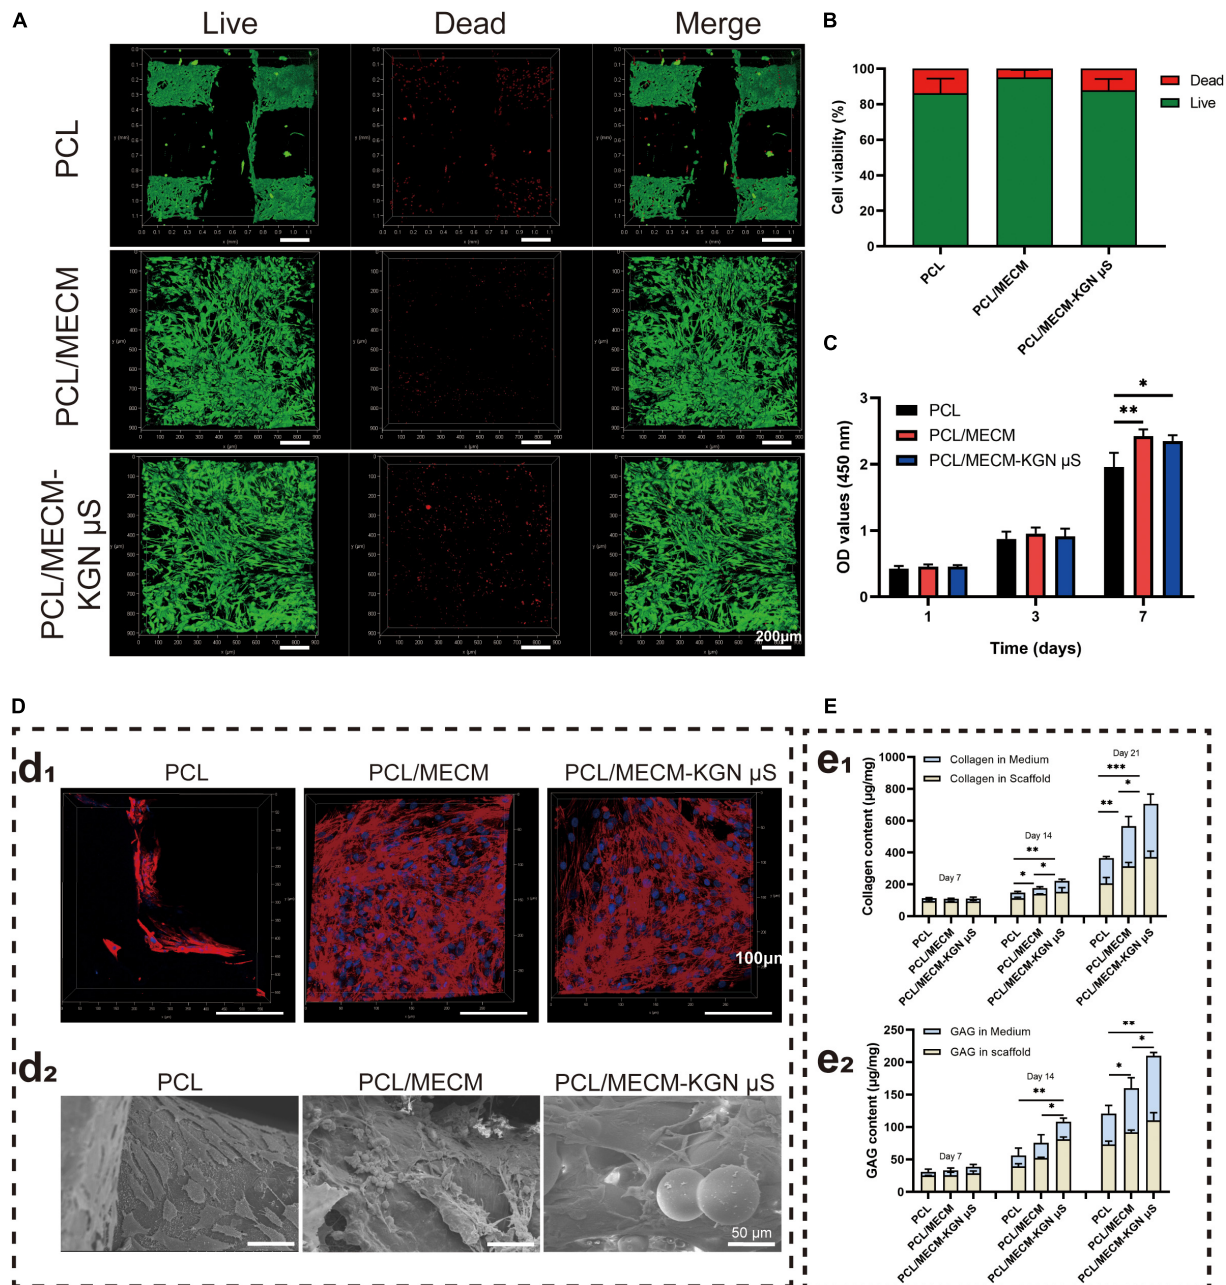 A
Live
Dead
Merge
PCL
PCL/MECM
PCL/MECM-
KGN µS
200µm
B
Cell viability (%)
100
80
60
40
20
0
PCL
PCL/MECM
PCL/MECM-KGN µS
Dead
Live
C
OD values (450 nm)
3
2
1
0
PCL
PCL/MECM
PCL/MECM-KGN µS
**
*
1
3
7
Time (days)
D
d1
PCL
PCL/MECM
PCL/MECM-KGN µS
100µm
d2
PCL
PCL/MECM
PCL/MECM-KGN µS
50 µm
E
e1
Collagen content (µg/mg)
1000
800
600
400
200
0
Collagen in Medium
Collagen in Scaffold
Day 7
Day 14
Day 21
**
*
*
***
*
**
PCL
PCL/MECM
PCL/MECM-KGN µS
PCL
PCL/MECM
PCL/MECM-KGN µS
PCL
PCL/MECM
PCL/MECM-KGN µS
e2
GAG content (µg/mg)
250
200
150
100
50
0
GAG in Medium
GAG in scaffold
Day 7
Day 14
**
*
**
*
*
PCL
PCL/MECM
PCL/MECM-KGN µS
PCL
PCL/MECM
PCL/MECM-KGN µS
PCL
PCL/MECM
PCL/MECM-KGN µS